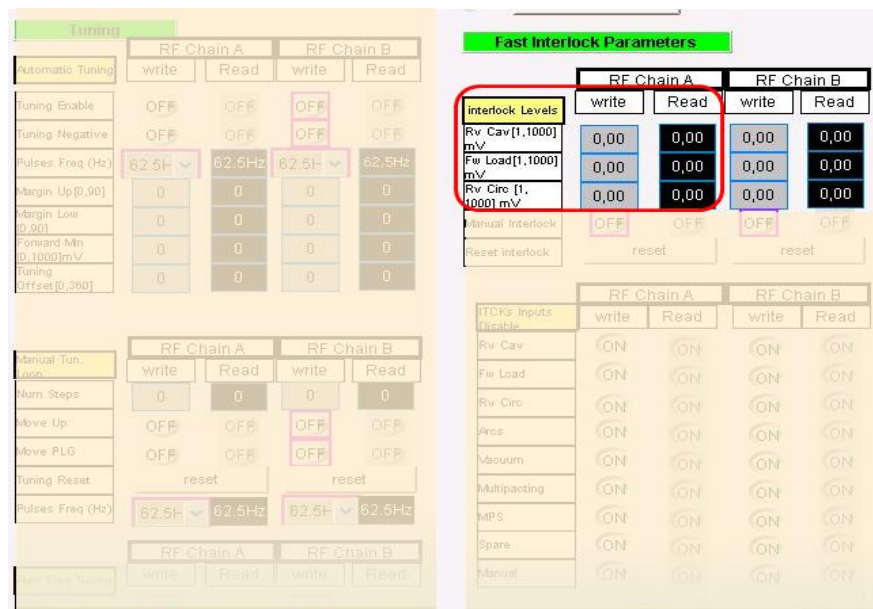 Tuning
RF Chain A RF Chain B
Automatic Tuning write Read write Read
Tuning Enable OFF OFF OFF OFF
Tuning Negative OFF OFF OFF OFF
Pulses Freq (Hz) 62.5H 62.5Hz 62.5H 62.5Hz
Margin Up[0,90] 0 0 0 0
Margin Low [0,90] 0 0 0 0
Forward Min [0,1000]mV 0 0 0 0
Tuning Offset[0,360] 0 0 0 0
RF Chain A RF Chain B
Manual Tun. Loop write Read write Read
Num Steps 0 0 0 0
Move Up OFF OFF OFF OFF
Move PLG OFF OFF OFF OFF
Tuning Reset reset reset
Pulses Freq (Hz) 62.5H 62.5Hz 62.5H 62.5Hz
RF Chain A RF Chain B
write Read write Read
Fast Interlock Parameters
RF Chain A RF Chain B
interlock Levels write Read write Read
Rv Cav[1,1000] mV 0,00 0,00 0,00 0,00
Fw Load[1,1000] mV 0,00 0,00 0,00 0,00
Rv Circ [1, 1000] mV 0,00 0,00 0,00 0,00
Manual Interlock OFF OFF OFF OFF
Reset interlock reset reset
RF Chain A RF Chain B
ITCKs Inputs Disable write Read write Read
Rv Cav ON ON ON ON
Fw Load ON ON ON ON
Rv Circ ON ON ON ON
Arcs ON ON ON ON
Vacuum ON ON ON ON
Multipacting ON ON ON ON
MPS ON ON ON ON
Spare ON ON ON ON
Manual ON ON ON ON